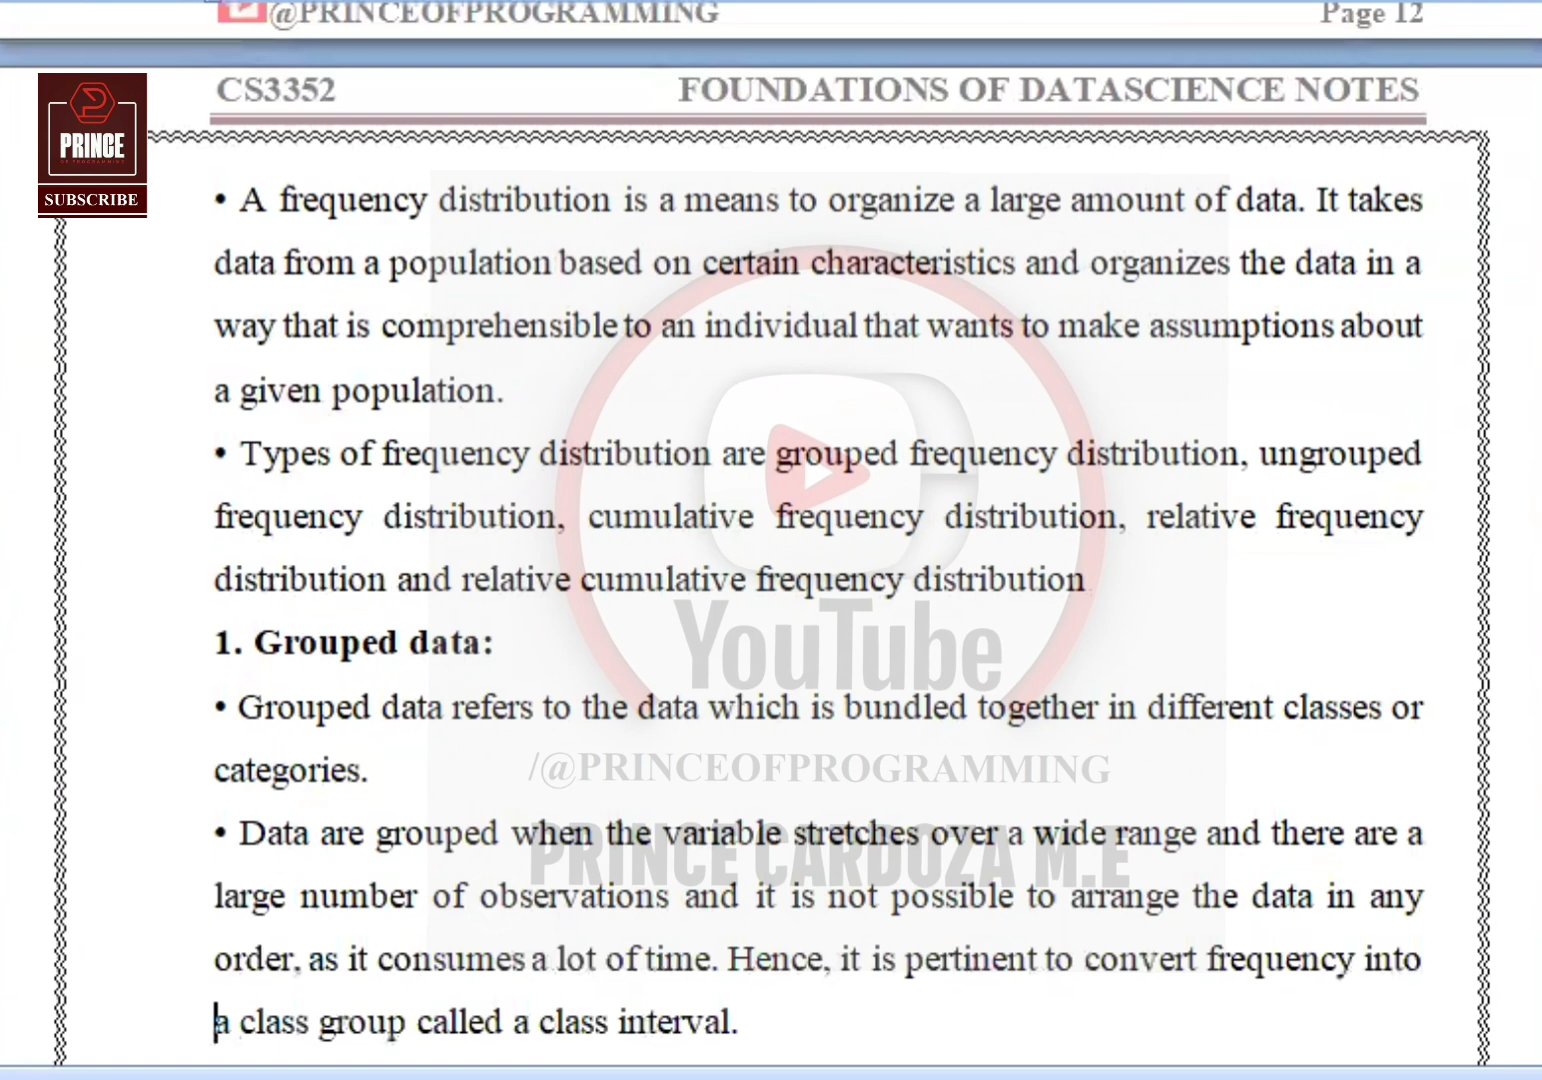 @PRINCEOFPROGRAMMING Page 12
CS3352 FOUNDATIONS OF DATASCIENCE NOTES
PRINCE
SUBSCRIBE
• A frequency distribution is a means to organize a large amount of data. It takes
data from a population based on certain characteristics and organizes the data in a
way that is comprehensible to an individual that wants to make assumptions about
a given population.
• Types of frequency distribution are grouped frequency distribution, ungrouped
frequency distribution, cumulative frequency distribution, relative frequency
distribution and relative cumulative frequency distribution
YouTube
1. Grouped data:
• Grouped data refers to the data which is bundled together in different classes or
categories.
/@PRINCEOFPROGRAMMING
• Data are grouped when the variable stretches over a wide range and there are a
PRINCE CARDOZA M.E
large number of observations and it is not possible to arrange the data in any
order, as it consumes a lot of time. Hence, it is pertinent to convert frequency into
a class group called a class interval.